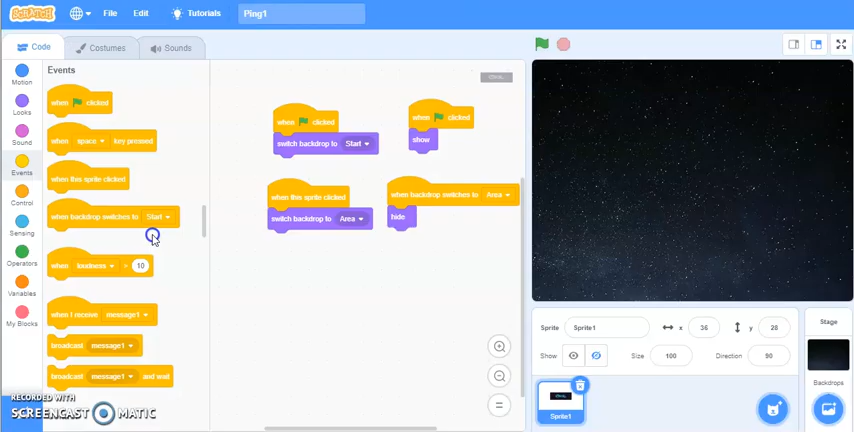 SCRATCH File Edit Tutorials Ping1
Code Costumes Sounds
Motion
Looks
Sound
Events
Control
Sensing
Operators
Variables
My Blocks
Events
when clicked
when space key pressed
when this sprite clicked
when backdrop switches to Start
when loudness > 10
when I receive message1
broadcast message1
broadcast message1 and wait
when clicked
switch backdrop to Start
when clicked
show
when this sprite clicked
switch backdrop to Area
when backdrop switches to Area
hide
Sprite Sprite1 x 36 y 28
Show Size 100 Direction 90
Sprite1
Stage
Backdrops
RECORDED WITH
SCREENCAST MATIC